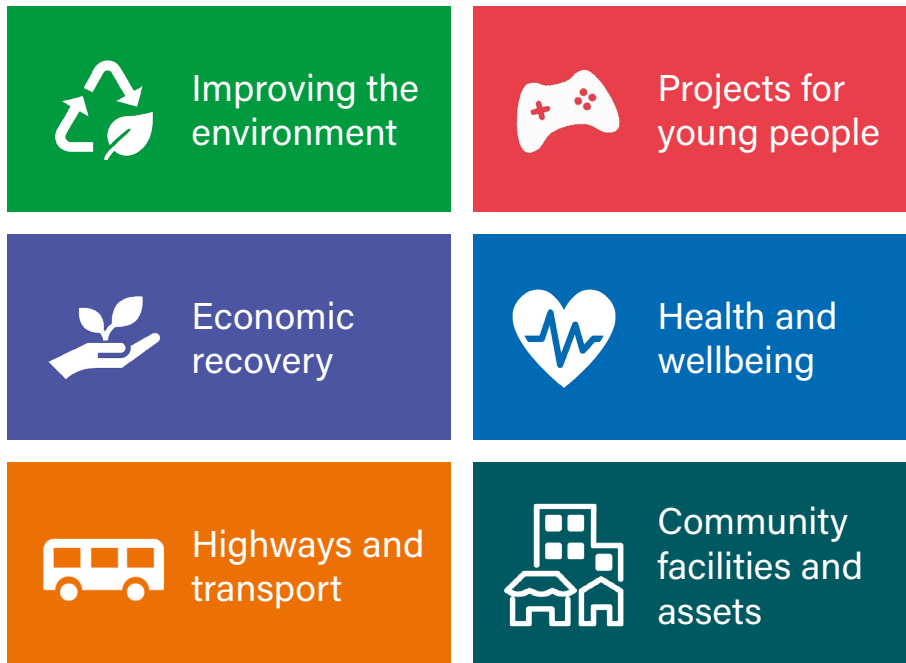 Improving the
environment
Projects for
young people
Economic
recovery
Health and
wellbeing
Highways and
transport
Community
facilities and
assets